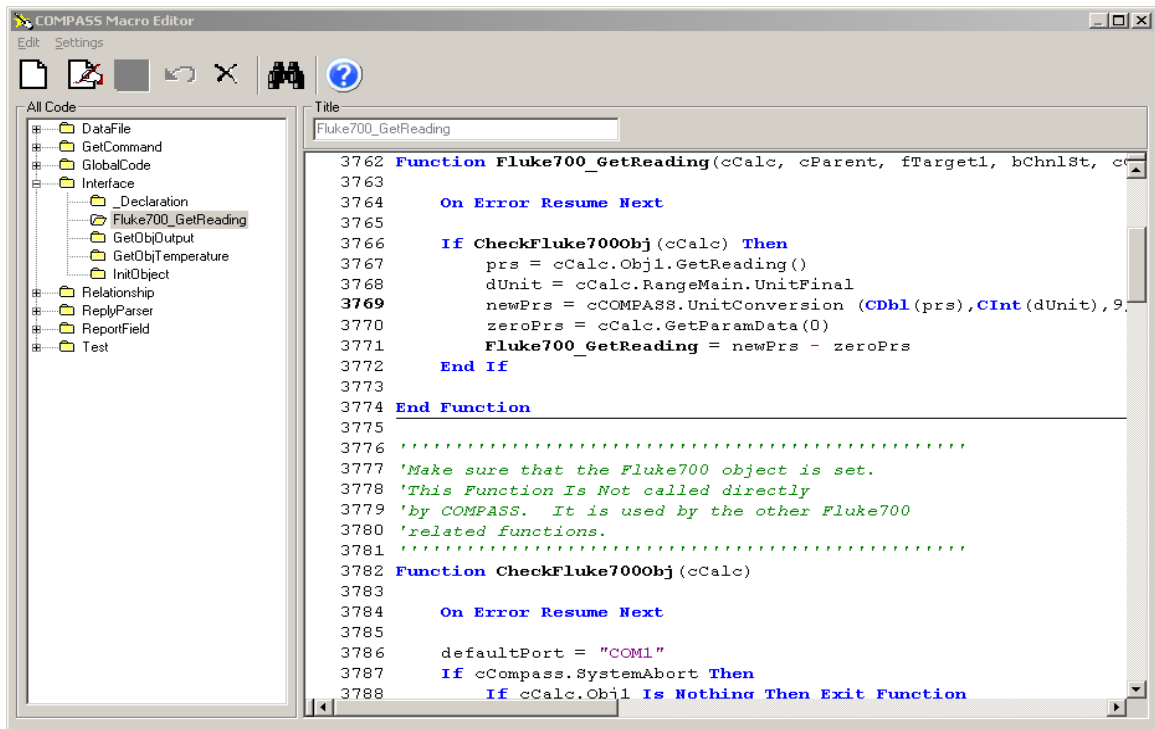 COMPASS Macro Editor
Edit Settings
All Code
DataFile
GetCommand
GlobalCode
Interface
_Declaration
Fluke700_GetReading
GetObjOutput
GetObjTemperature
InitObject
Relationship
ReplyParser
ReportField
Test
Title
Fluke700_GetReading
3762 Function Fluke700_GetReading(cCalc, cParent, fTarget1, bChnlSt,
3763
3764 On Error Resume Next
3765
3766 If CheckFluke700Obj(cCalc) Then
3767 prs = cCalc.Obj1.GetReading()
3768 dUnit = cCalc.RangeMain.UnitFinal
3769 newPrs = cCOMPASS.UnitConversion (CDbl(prs),CInt(dUnit),9,
3770 zeroPrs = cCalc.GetParamData(0)
3771 Fluke700_GetReading = newPrs - zeroPrs
3772 End If
3773
3774 End Function
3775
3776 '''''''''''''''''''''''''''''''''''''''''''''''''''
3777 'Make sure that the Fluke700 object is set.
3778 'This Function Is Not called directly
3779 'by COMPASS. It is used by the other Fluke700
3780 'related functions.
3781 '''''''''''''''''''''''''''''''''''''''''''''''''''
3782 Function CheckFluke700Obj(cCalc)
3783
3784 On Error Resume Next
3785
3786 defaultPort = "COM1"
3787 If cCompass.SystemAbort Then
3788 If cCalc.Obj1 Is Nothing Then Exit Function